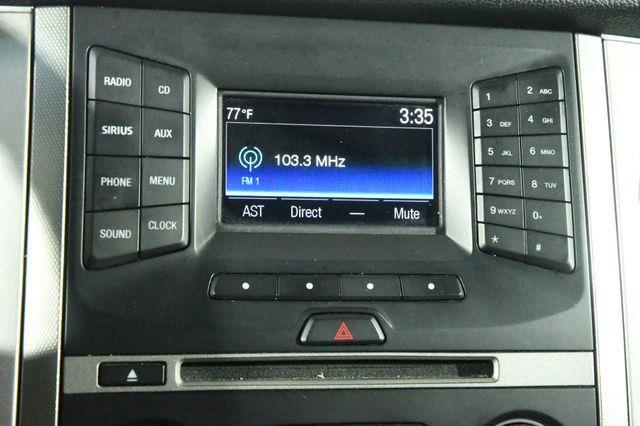 RADIO CD
SIRIUS AUX
PHONE MENU
SOUND CLOCK
77°F 3:35
103.3 MHz
FM 1
AST Direct — Mute
1 2 ABC
3 DEF 4 GHI
5 JKL 6 MNO
7 PQRS 8 TUV
9 WXYZ 0+
* #